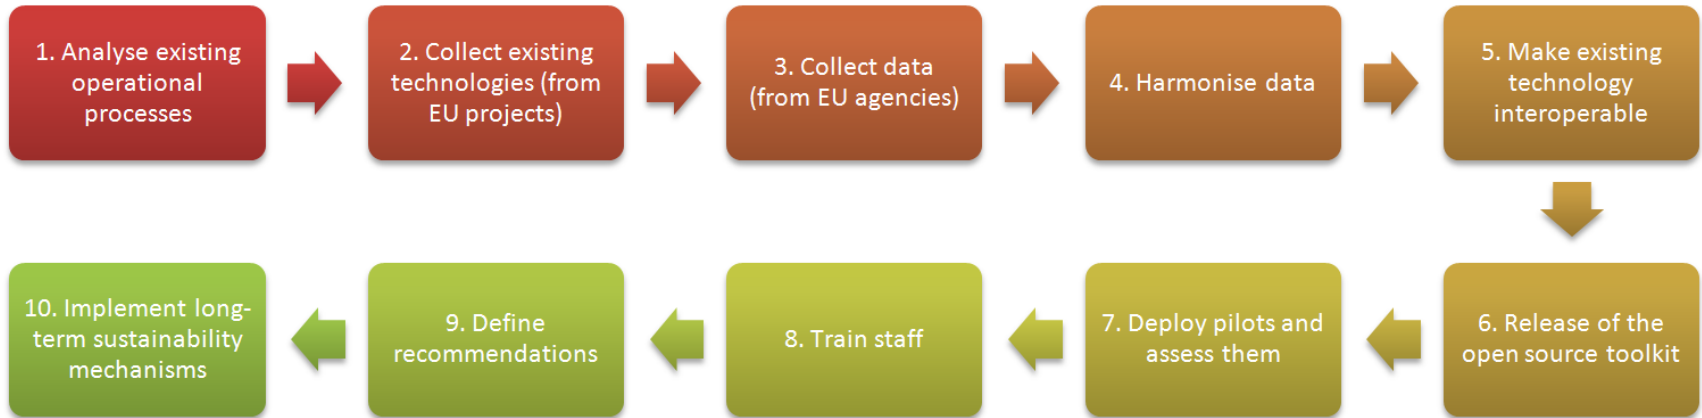 1. Analyse existing
operational
processes
2. Collect existing
technologies (from
EU projects)
3. Collect data
(from EU agencies)
4. Harmonise data
5. Make existing
technology
interoperable
6. Release of the
open source toolkit
7. Deploy pilots and
assess them
8. Train staff
9. Define
recommendations
10. Implement long-
term sustainability
mechanisms